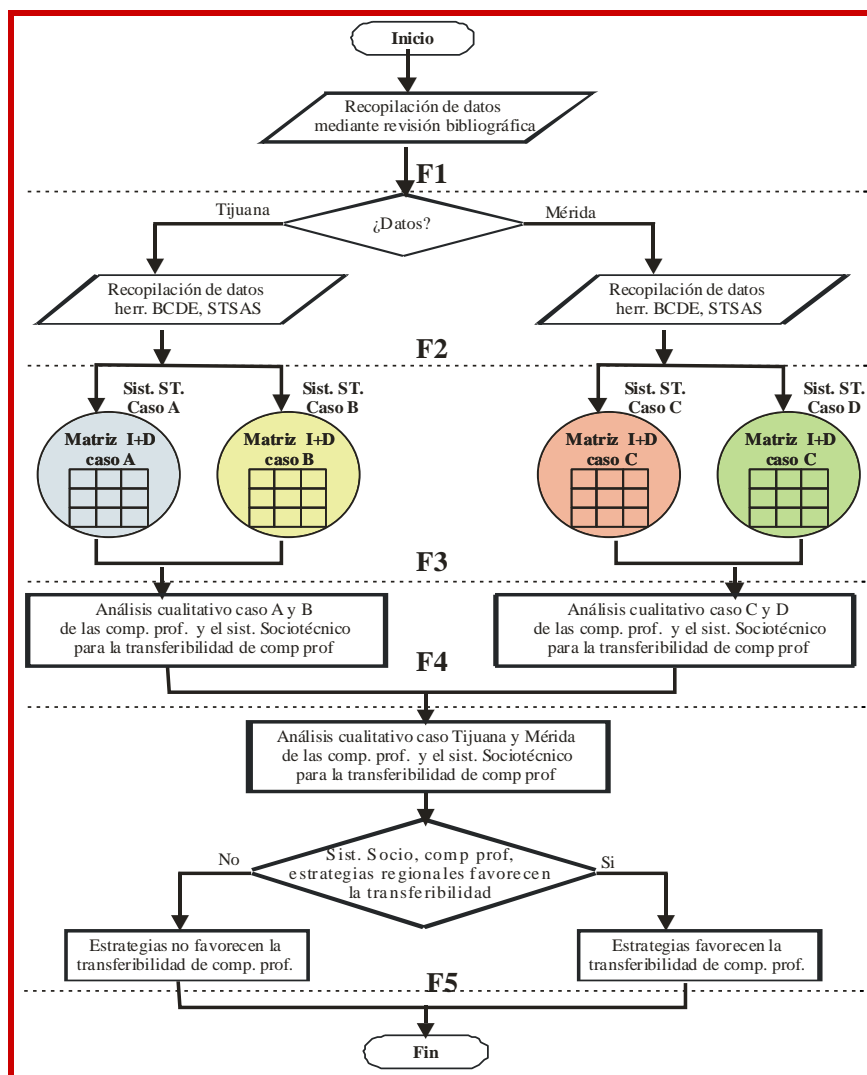 Inicio
Recopilación de datos
mediante revisión bibliográfica
F1
Tijuana
Mérida
¿Datos?
Recopilación de datos
herr. BCDE, STSAS
Recopilación de datos
herr. BCDE, STSAS
F2
Sist. ST.
Caso A
Sist. ST.
Caso B
Sist. ST.
Caso C
Sist. ST.
Caso D
Matriz I+D
caso A
Matriz I+D
caso B
Matriz I+D
caso C
Matriz I+D
caso C
F3
Análisis cualitativo caso A y B
de las comp. prof. y el sist. Sociotécnico
para la transferibilidad de comp prof
Análisis cualitativo caso C y D
de las comp. prof. y el sist. Sociotécnico
para la transferibilidad de comp prof
F4
Análisis cualitativo caso Tijuana y Mérida
de las comp. prof. y el sist. Sociotécnico
para la transferibilidad de comp prof
No
Si
Sist. Socio, comp prof,
estrategias regionales favorecen
la transferibilidad
Estrategias no favorecen la
transferibilidad de comp. prof.
Estrategias favorecen la
transferibilidad de comp. prof.
F5
Fin